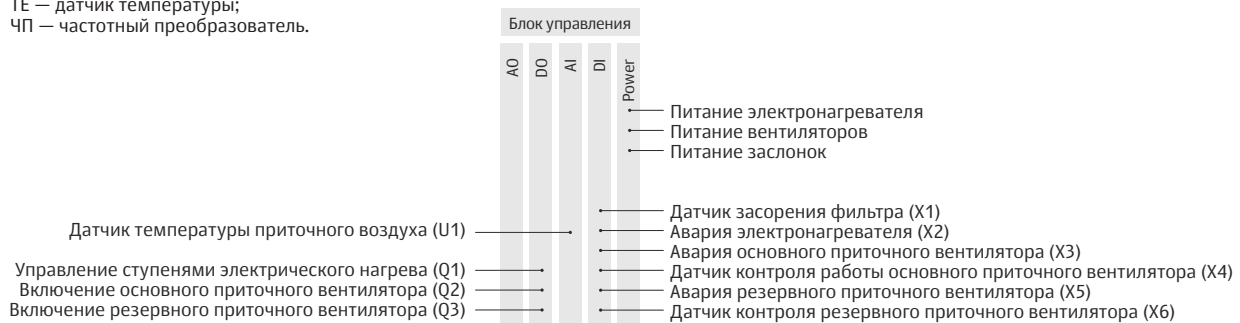 ТЕ — датчик температуры;
ЧП — частотный преобразователь.
Блок управления
AO
DO
AI
DI
Power
Питание электронагревателя
Питание вентиляторов
Питание заслонок
Датчик засорения фильтра (X1)
Датчик температуры приточного воздуха (U1)
Авария электронагревателя (X2)
Авария основного приточного вентилятора (X3)
Управление ступенями электрического нагрева (Q1)
Датчик контроля работы основного приточного вентилятора (X4)
Включение основного приточного вентилятора (Q2)
Авария резервного приточного вентилятора (X5)
Включение резервного приточного вентилятора (Q3)
Датчик контроля резервного приточного вентилятора (X6)